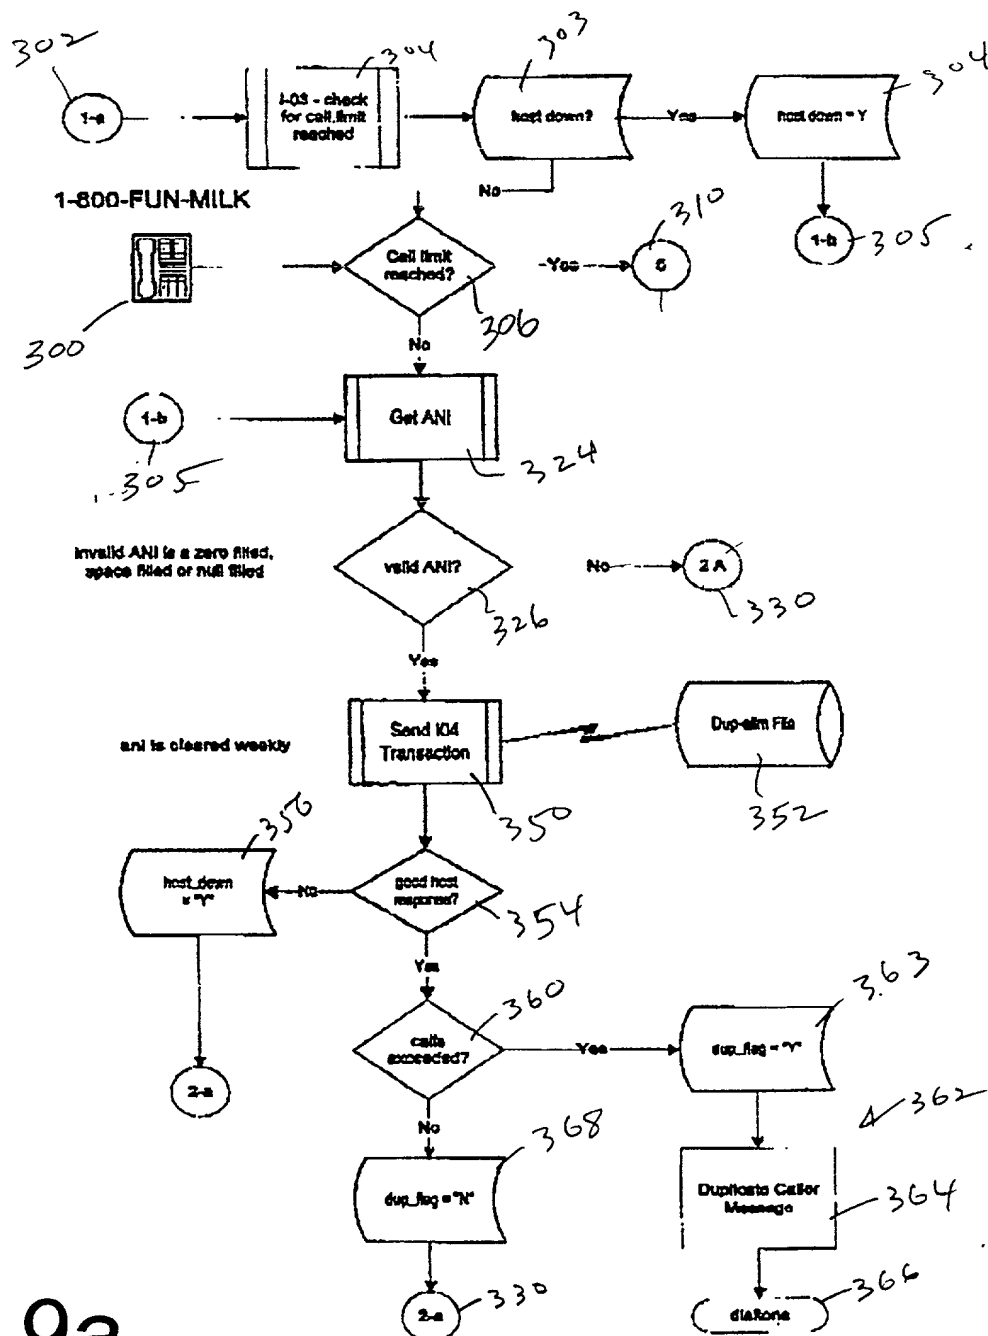 302
304
303
304
1-a
I-03 - check
for call.limit
reached
host down?
Yes
host down = Y
No
1-800-FUN-MILK
310
Call limit
reached?
Yes
6
1-b
305
306
300
No
1-b
Get ANI
324
305
invalid ANI is a zero filled,
space filled or null filled
valid ANI?
No
2 A
330
326
Yes
ani is cleared weekly
Send I04
Transaction
Dup-elim File
350
352
356
host_down
= "Y"
No
good host
response?
354
Yes
363
360
calls
exceeded?
Yes
dup_flag = "Y"
2-a
362
No
368
dup_flag = "N"
Duplicate Caller
Message
364
366
2-a
330
9a